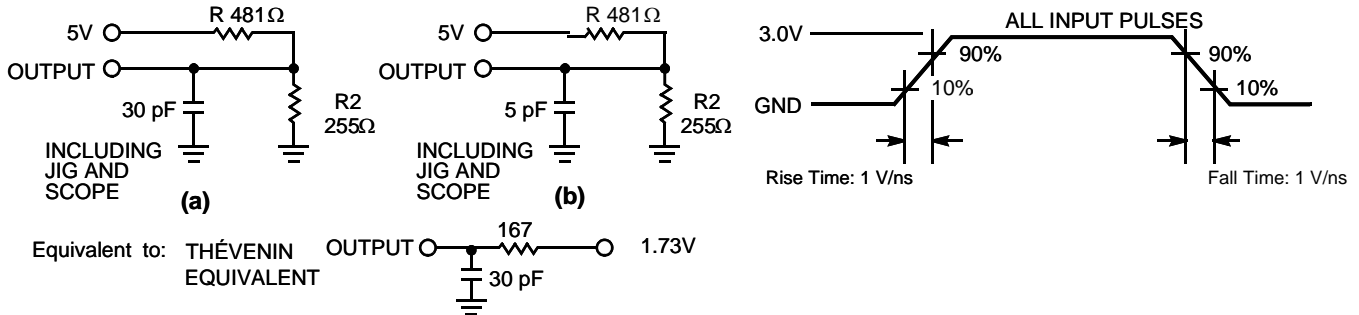 R 481Ω
5V
OUTPUT
30 pF
R2
255Ω
INCLUDING
JIG AND
SCOPE
(a)
R 481Ω
5V
OUTPUT
5 pF
R2
255Ω
INCLUDING
JIG AND
SCOPE
(b)
ALL INPUT PULSES
3.0V
90%
10%
GND
90%
10%
Rise Time: 1 V/ns
Fall Time: 1 V/ns
Equivalent to: THÉVENIN
EQUIVALENT
OUTPUT
167
1.73V
30 pF